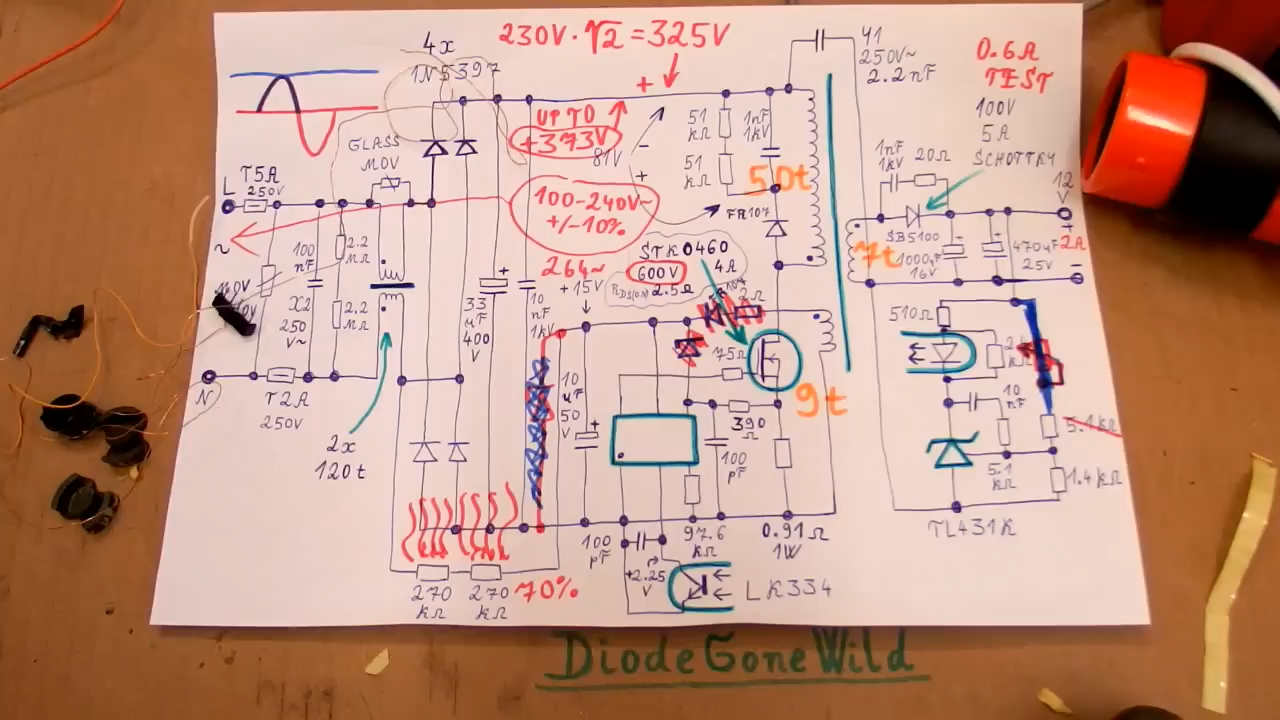 230V·√2=325V
4x
1N5397
+
Y1
250V~
2.2nF
0.6A
TEST
100V
5A
SCHOTTKY
UP TO
+373V
81V
-
+
51
kΩ
1nF
1kV
51
kΩ
50t
1nF
1kV
20Ω
GLASS
MOV
T5A
250V
L
~
100-240V~
+/-10%
FR107
12
V
+
2A
-
SB5100
1000µF
16V
470µF
25V
7t
STK0460
600V
4A
RDS(ON) 2.5Ω
264~
+15V
2.2
MΩ
100
nF
X2
250
V~
2.2
MΩ
+
33
µF
400
V
10
nF
1kV
2Ω
75Ω
510Ω
10
nF
N
T2A
250V
10
µF
50
V
+
9t
390
Ω
100
pF
5.1kΩ
5.1
kΩ
1.4kΩ
2x
120t
TL431K
100
pF
97.6
kΩ
0.91Ω
1W
+2.25
V
LK334
270
kΩ
270
kΩ
70%
DiodeGoneWild